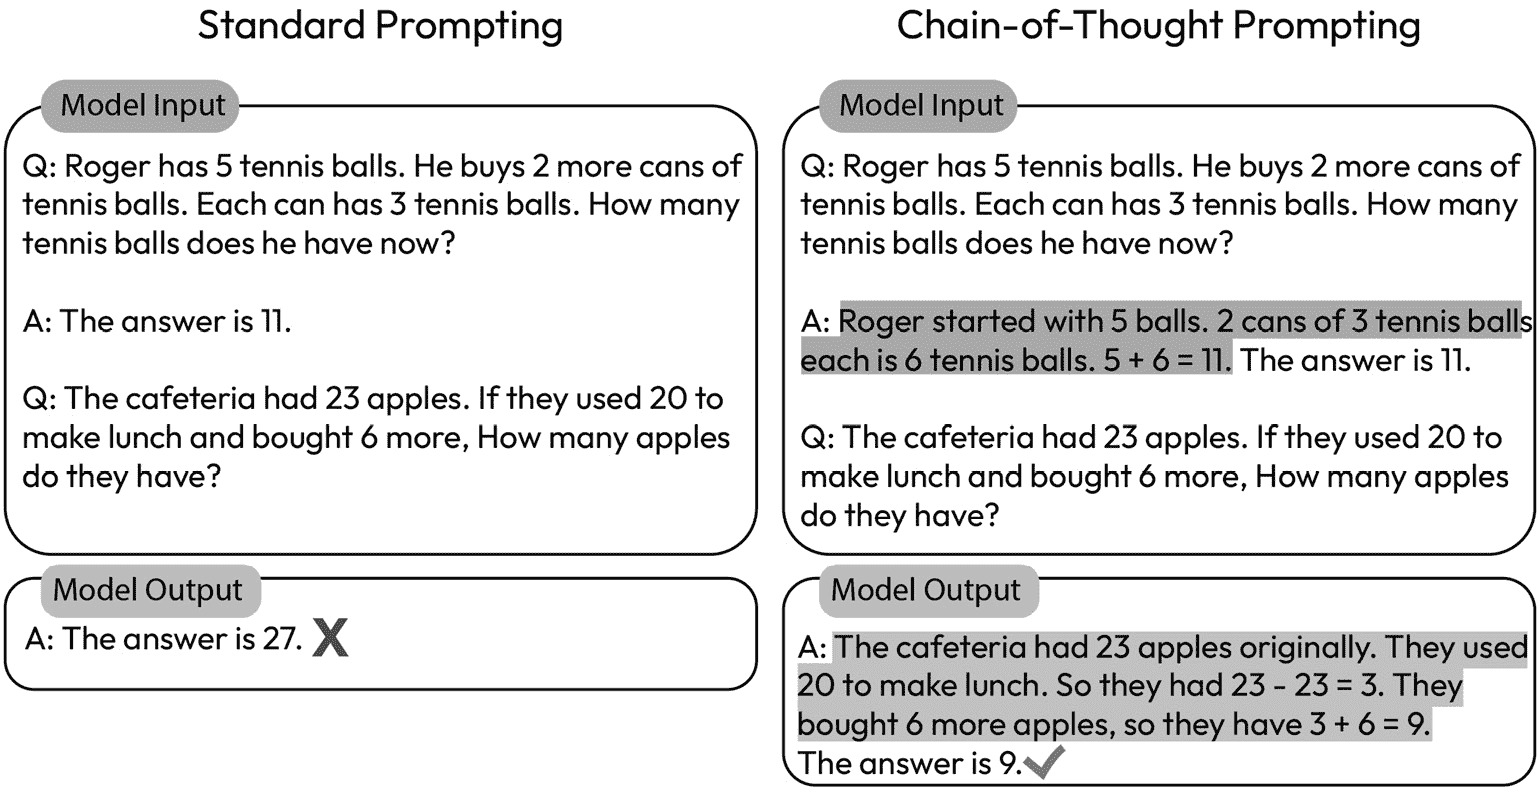 Standard Prompting
Model Input
Q: Roger has 5 tennis balls. He buys 2 more cans of
tennis balls. Each can has 3 tennis balls. How many
tennis balls does he have now?
A: The answer is 11.
Q: The cafeteria had 23 apples. If they used 20 to
make lunch and bought 6 more, How many apples
do they have?
Model Output
A: The answer is 27. X
Chain-of-Thought Prompting
Model Input
Q: Roger has 5 tennis balls. He buys 2 more cans of
tennis balls. Each can has 3 tennis balls. How many
tennis balls does he have now?
A: Roger started with 5 balls. 2 cans of 3 tennis balls
each is 6 tennis balls. 5 + 6 = 11. The answer is 11.
Q: The cafeteria had 23 apples. If they used 20 to
make lunch and bought 6 more, How many apples
do they have?
Model Output
A: The cafeteria had 23 apples originally. They used
20 to make lunch. So they had 23 - 23 = 3. They
bought 6 more apples, so they have 3 + 6 = 9.
The answer is 9.✓